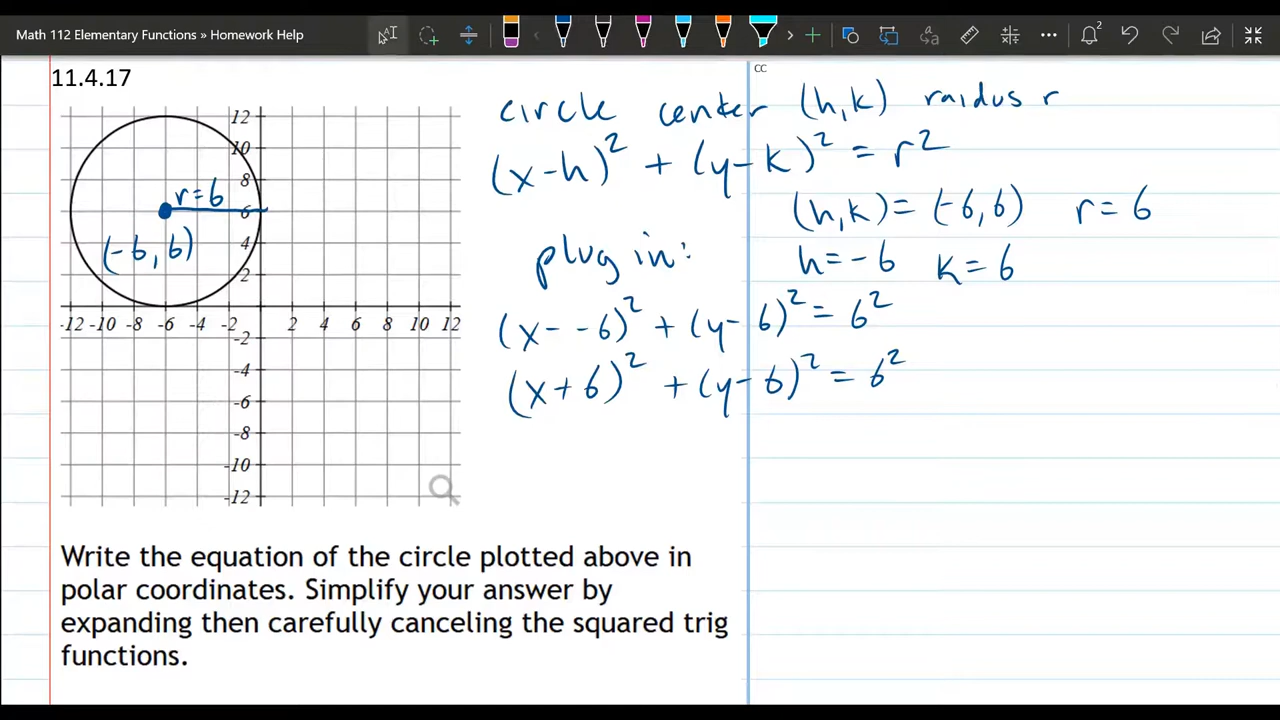 Math 112 Elementary Functions » Homework Help
2
11.4.17
CC
circle center (h,k) raidus r
(x-h)² + (y-k)² = r²
(h,k) = (-6,6) r = 6
h = -6 k = 6
plug in:
(x - -6)² + (y-6)² = 6²
(x+6)² + (y-6)² = 6²
12
10
8
r=6
6
(-6,6)
4
2
-12 -10 -8 -6 -4 -2 2 4 6 8 10 12
-2
-4
-6
-8
-10
-12
Write the equation of the circle plotted above in
polar coordinates. Simplify your answer by
expanding then carefully canceling the squared trig
functions.